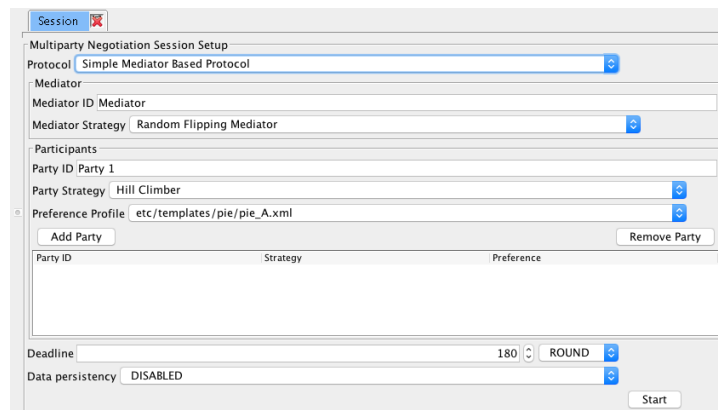 Session
Multiparty Negotiation Session Setup
Protocol Simple Mediator Based Protocol
Mediator
Mediator ID Mediator
Mediator Strategy Random Flipping Mediator
Participants
Party ID Party 1
Party Strategy Hill Climber
Preference Profile etc/templates/pie/pie_A.xml
Add Party Remove Party
Party ID Strategy Preference
Deadline 180 ROUND
Data persistency DISABLED
Start